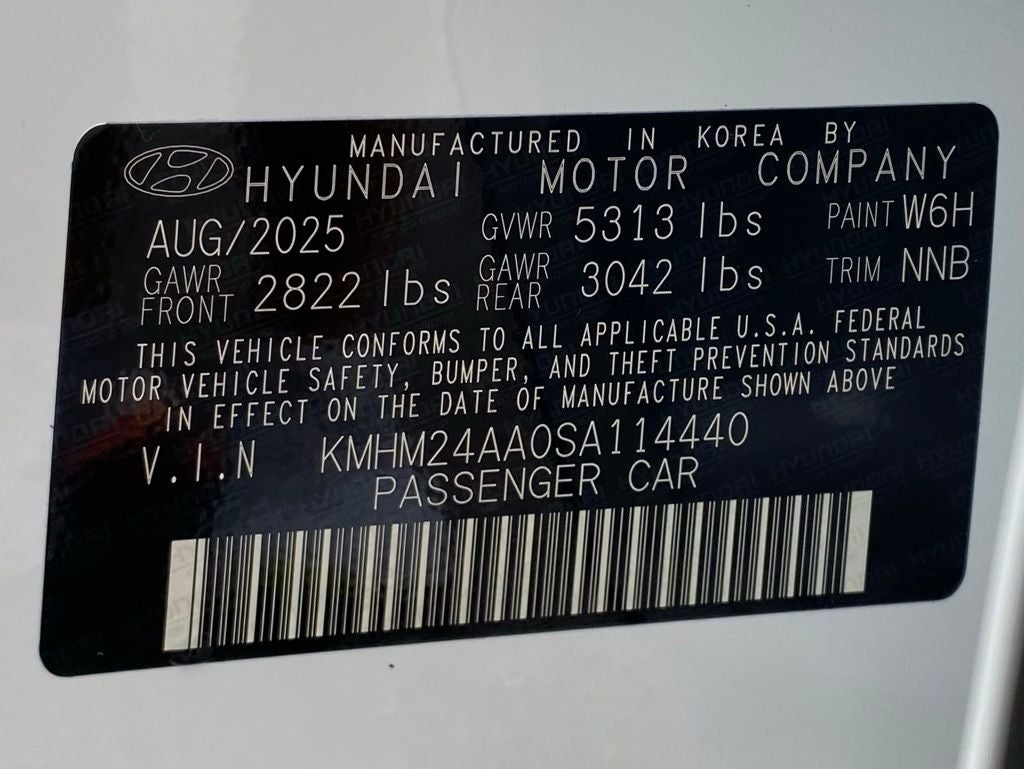 MANUFACTURED IN KOREA BY
HYUNDAI MOTOR COMPANY
AUG/2025 GVWR 5313 lbs PAINT W6H
GAWR FRONT 2822 lbs GAWR REAR 3042 lbs TRIM NNB
THIS VEHICLE CONFORMS TO ALL APPLICABLE U.S.A. FEDERAL
MOTOR VEHICLE SAFETY, BUMPER, AND THEFT PREVENTION STANDARDS
IN EFFECT ON THE DATE OF MANUFACTURE SHOWN ABOVE
V.I.N KMHM24AA0SA114440
PASSENGER CAR